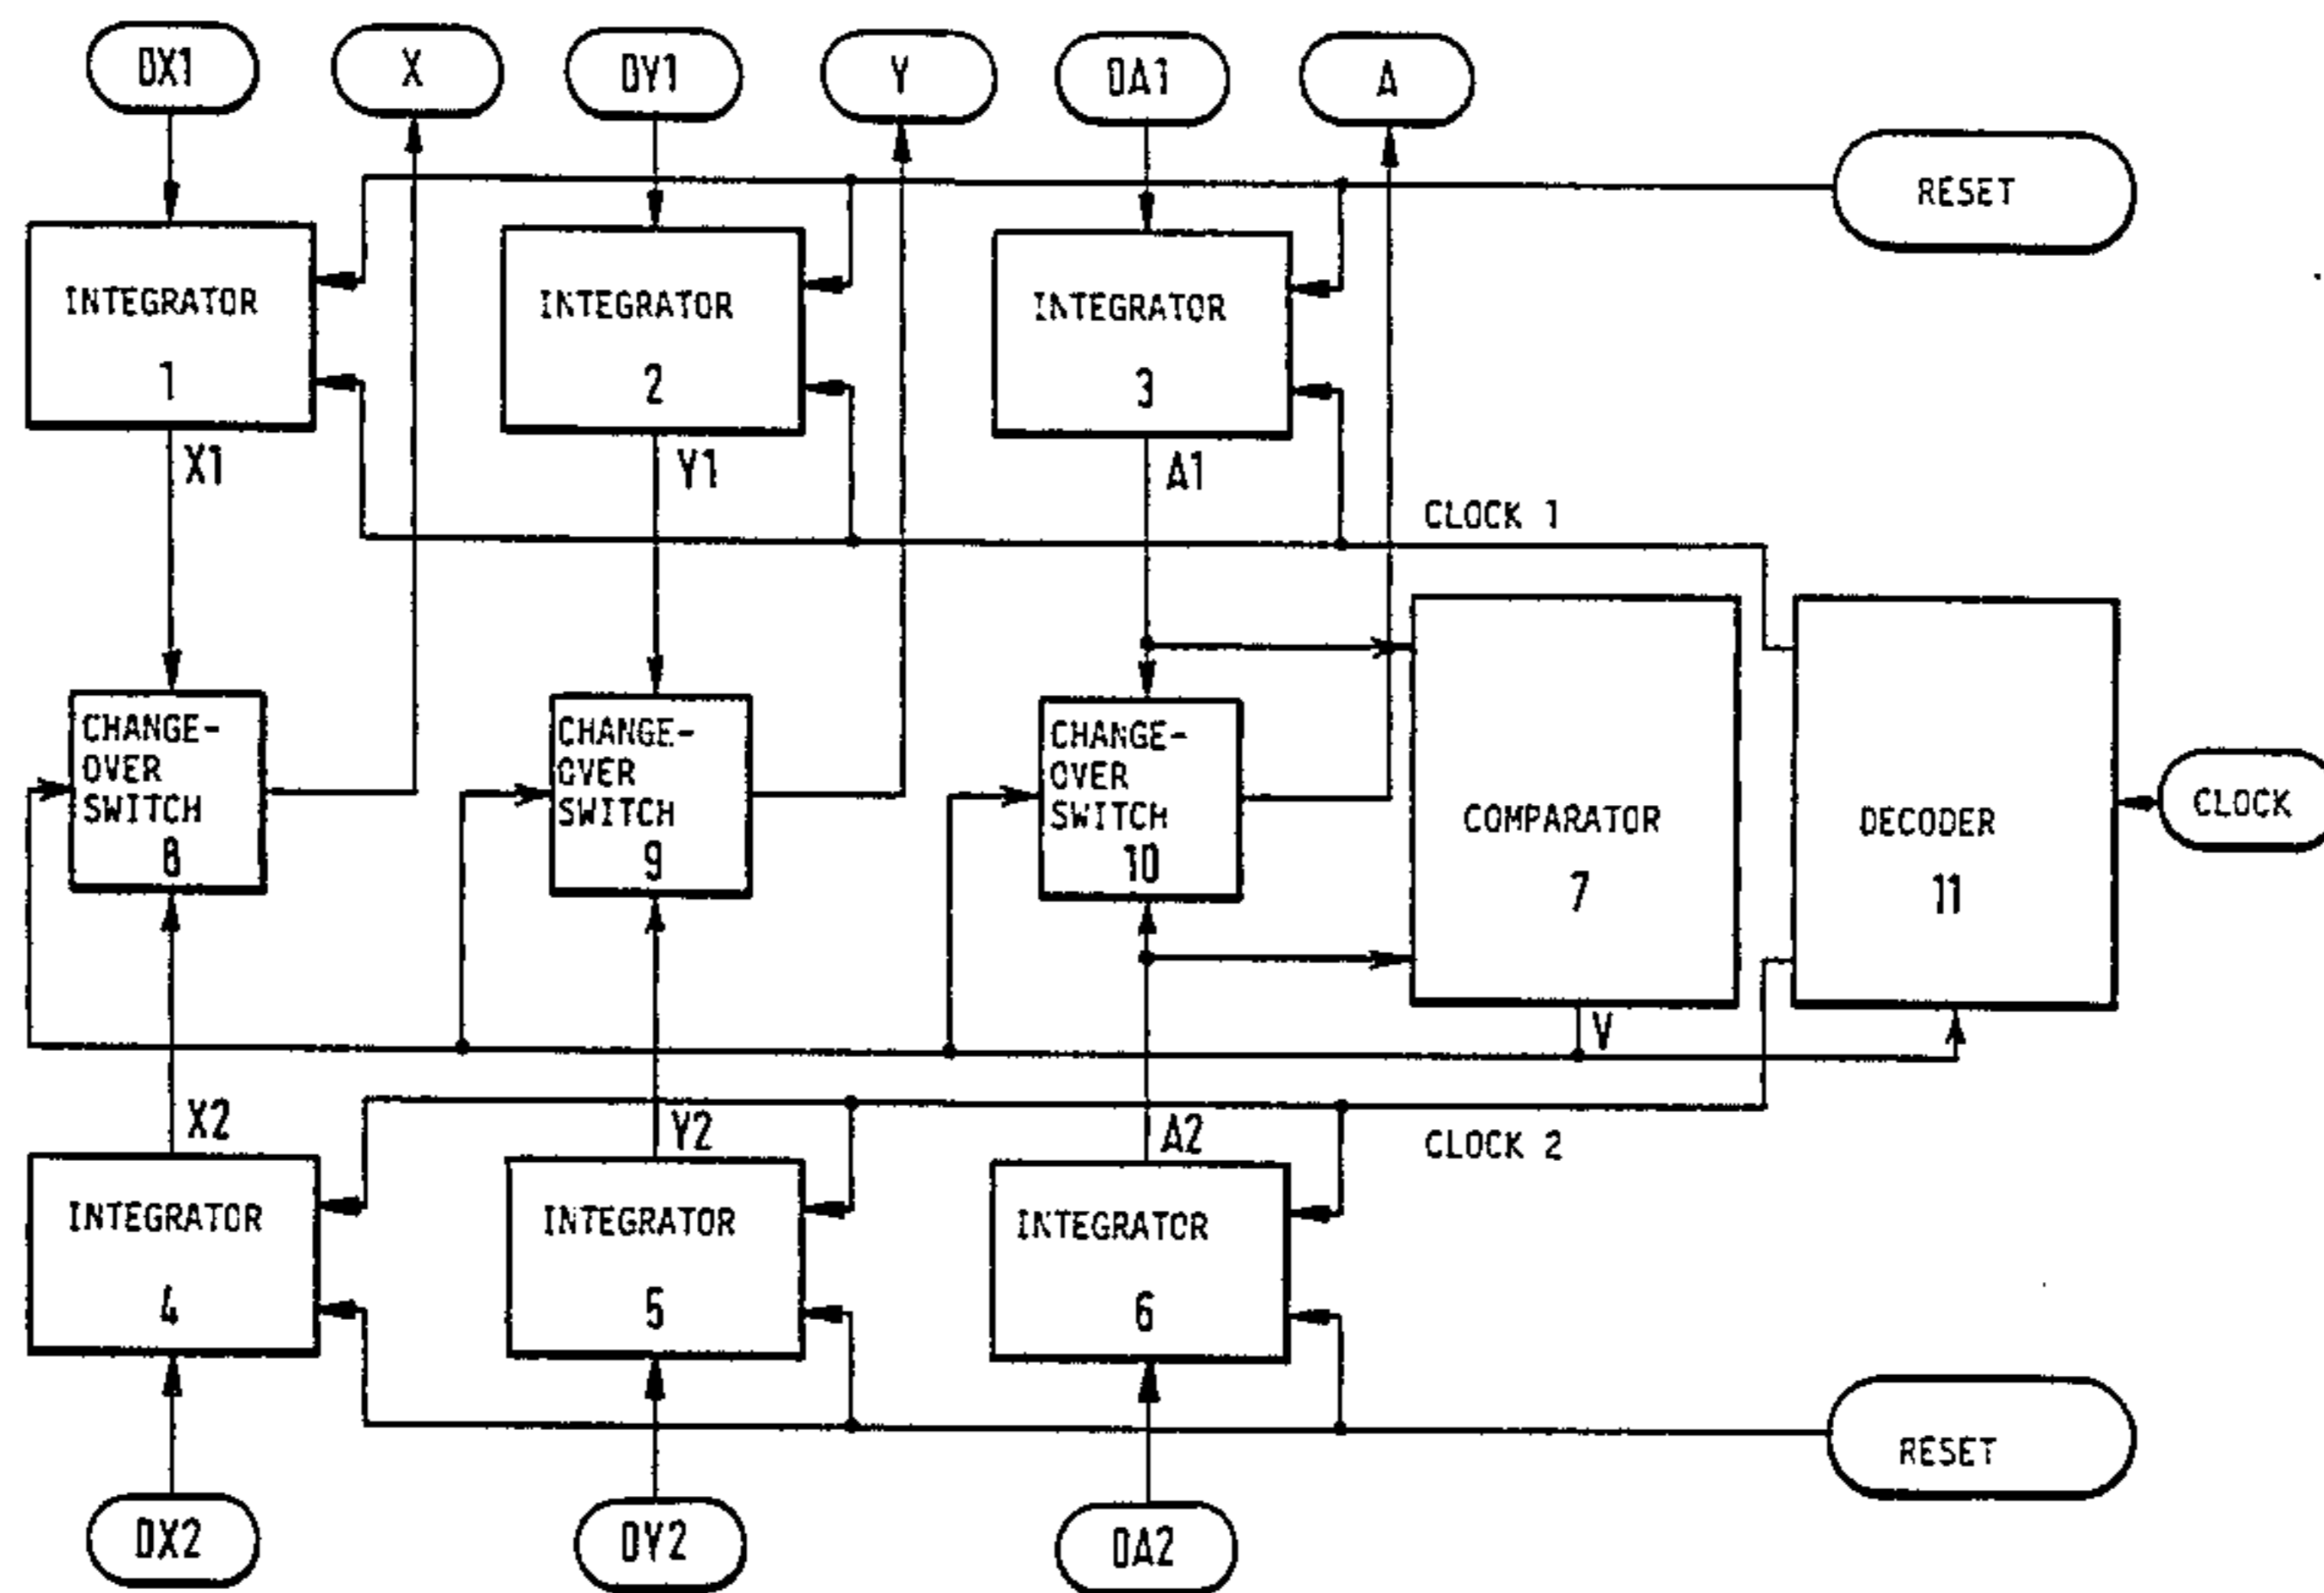 DX1
X
DY1
Y
DA1
A
RESET
INTEGRATOR
1
INTEGRATOR
2
INTEGRATOR
3
X1
Y1
A1
CLOCK 1
CHANGE-
OVER
SWITCH
8
CHANGE-
OVER
SWITCH
9
CHANGE-
OVER
SWITCH
10
COMPARATOR
7
DECODER
11
CLOCK
V
X2
Y2
A2
CLOCK 2
INTEGRATOR
4
INTEGRATOR
5
INTEGRATOR
6
RESET
DX2
DY2
DA2